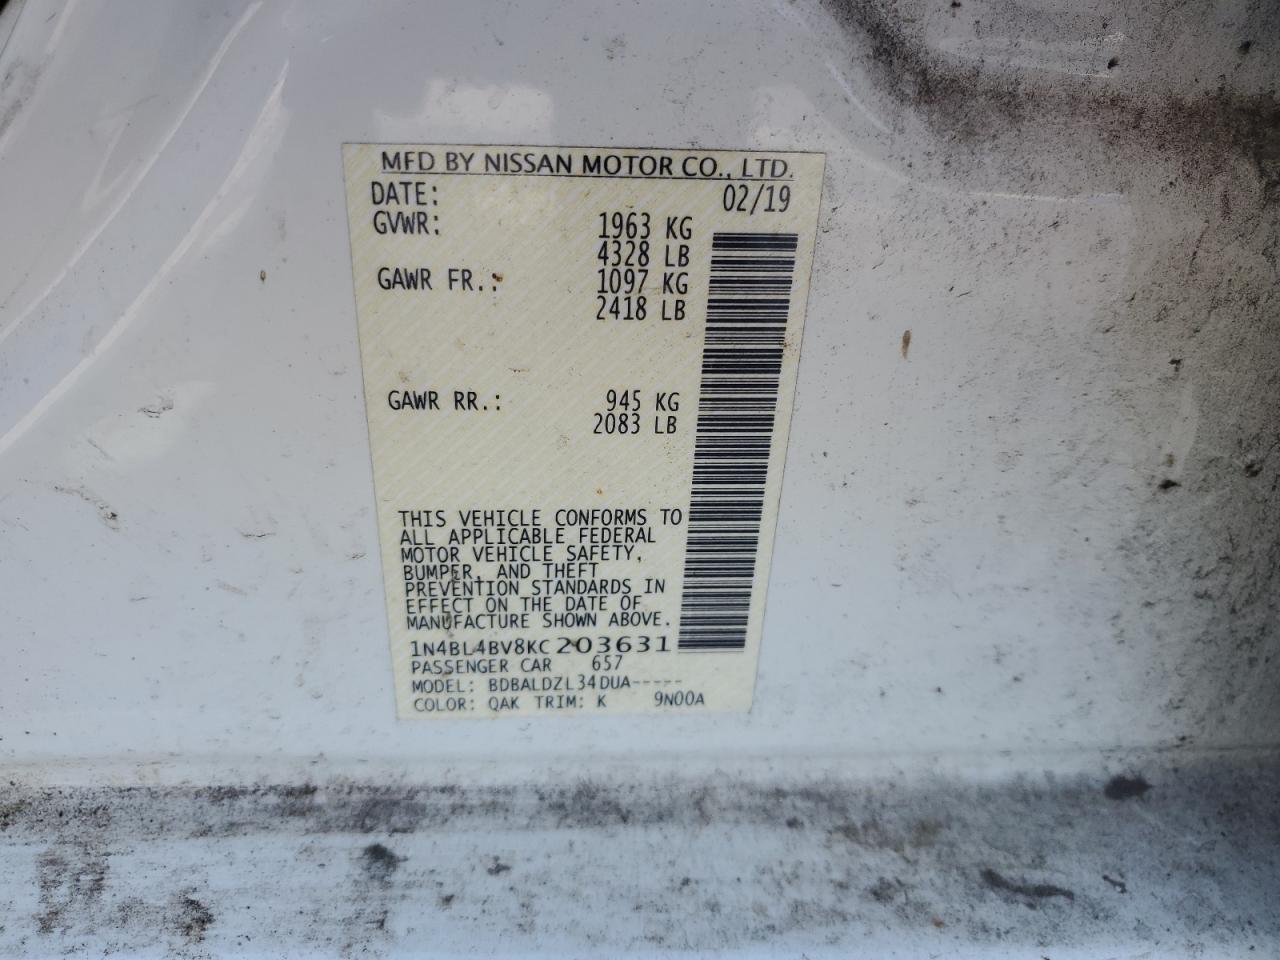 MFD BY NISSAN MOTOR CO., LTD.
DATE: 02/19
GVWR: 1963 KG
4328 LB
GAWR FR.: 1097 KG
2418 LB
GAWR RR.: 945 KG
2083 LB
THIS VEHICLE CONFORMS TO
ALL APPLICABLE FEDERAL
MOTOR VEHICLE SAFETY,
BUMPER, AND THEFT
PREVENTION STANDARDS IN
EFFECT ON THE DATE OF
MANUFACTURE SHOWN ABOVE.
1N4BL4BV8KC203631
PASSENGER CAR 657
MODEL: BDBALDZL34DUA-----
COLOR: QAK TRIM: K 9N00A